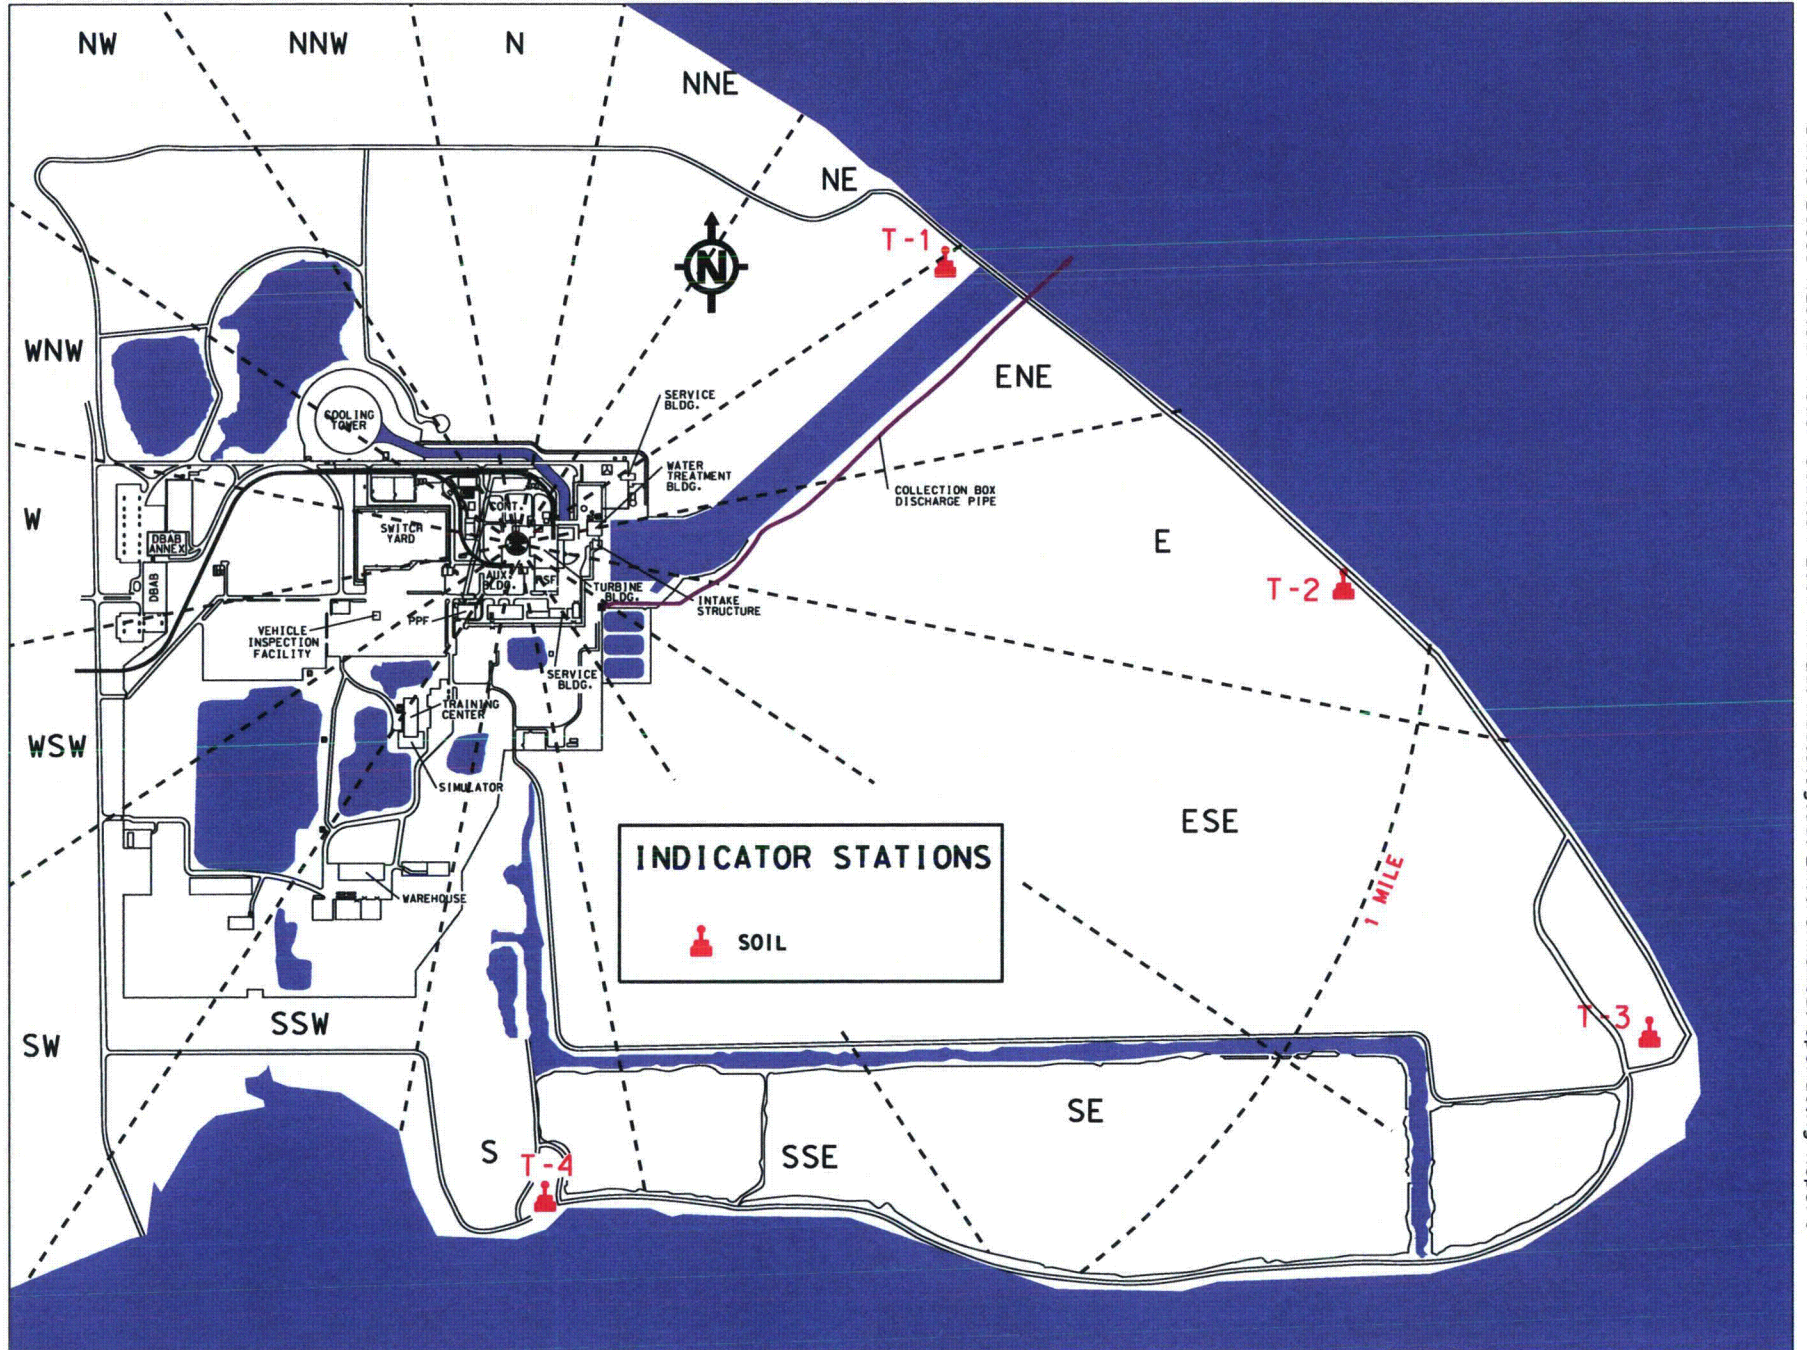 NW
NNW
N
NNE
NE
T-1
N
WNW
ENE
SERVICE
BLDG.
COOLING
TOWER
WATER
TREATMENT
BLDG.
COLLECTION BOX
DISCHARGE PIPE
CONT.
W
SWITCH
YARD
DBAB
ANNEX
E
AUX.
BLDG.
TURBINE
BLDG.
T-2
DBAB
INTAKE
STRUCTURE
PPF
VEHICLE
INSPECTION
FACILITY
SERVICE
BLDG.
TRAINING
CENTER
WSW
SIMULATOR
ESE
INDICATOR STATIONS
SOIL
1 MILE
WAREHOUSE
SSW
T-3
SW
SE
S
SSE
T-4